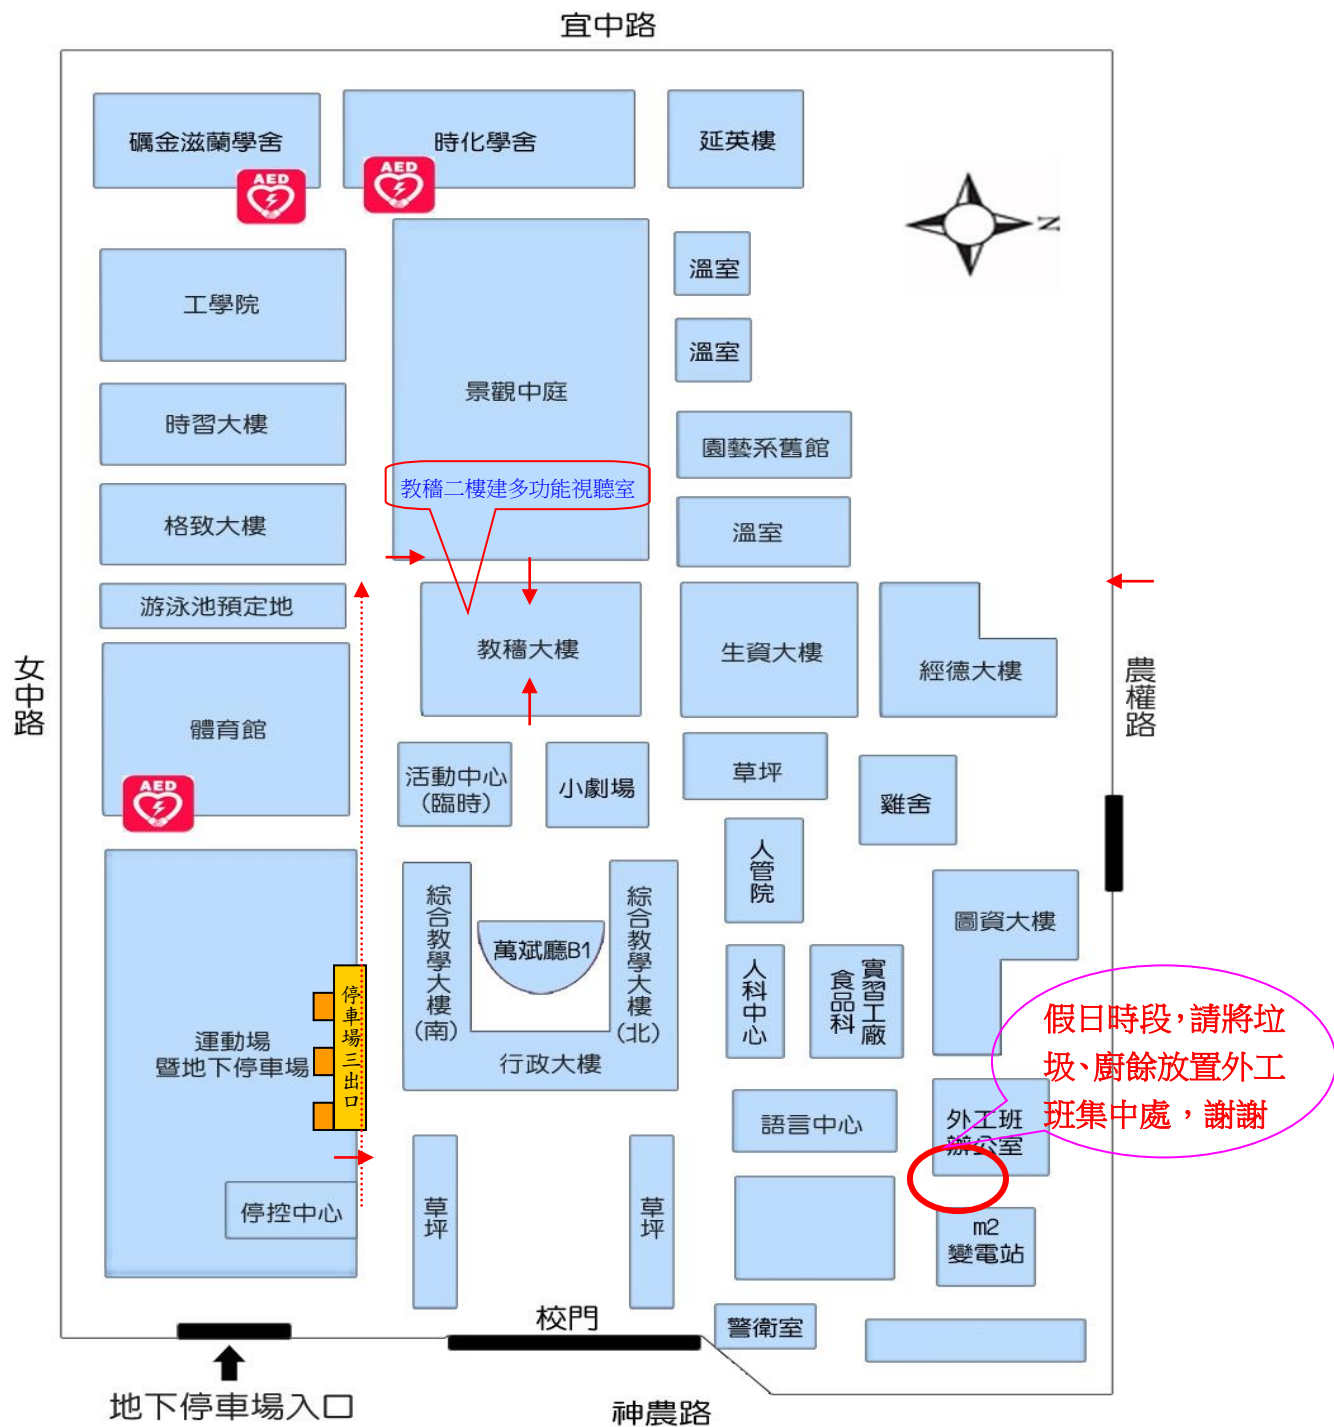 宜中路
礪金滋蘭學舍
時化學舍
延英樓
AED
AED
N
溫室
工學院
溫室
景觀中庭
時習大樓
園藝系舊館
教穡二樓建多功能視聽室
格致大樓
溫室
游泳池預定地
教穡大樓
生資大樓
經德大樓
女中路
農權路
體育館
AED
活動中心
(臨時)
小劇場
草坪
雞舍
人管院
綜合教學大樓(南)
萬斌廳B1
綜合教學大樓(北)
圖資大樓
人科中心
實習工廠
食品科
停車場三出口
運動場
暨地下停車場
行政大樓
假日時段,請將垃
圾、廚餘放置外工
班集中處,謝謝
語言中心
外工班
辦公室
停控中心
草坪
草坪
m2
變電站
校門
警衛室
地下停車場入口
神農路